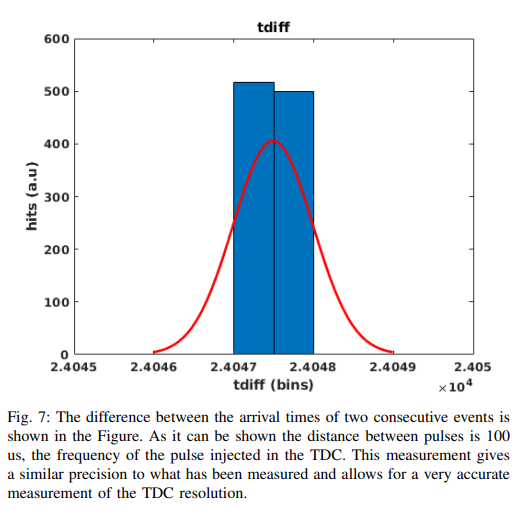 tdiff
600
500
400
300
200
100
0
hits (a.u)
2.4045 2.4046 2.4047 2.4048 2.4049 2.405
tdiff (bins)
×10⁴
Fig. 7: The difference between the arrival times of two consecutive events is
shown in the Figure. As it can be shown the distance between pulses is 100
us, the frequency of the pulse injected in the TDC. This measurement gives
a similar precision to what has been measured and allows for a very accurate
measurement of the TDC resolution.